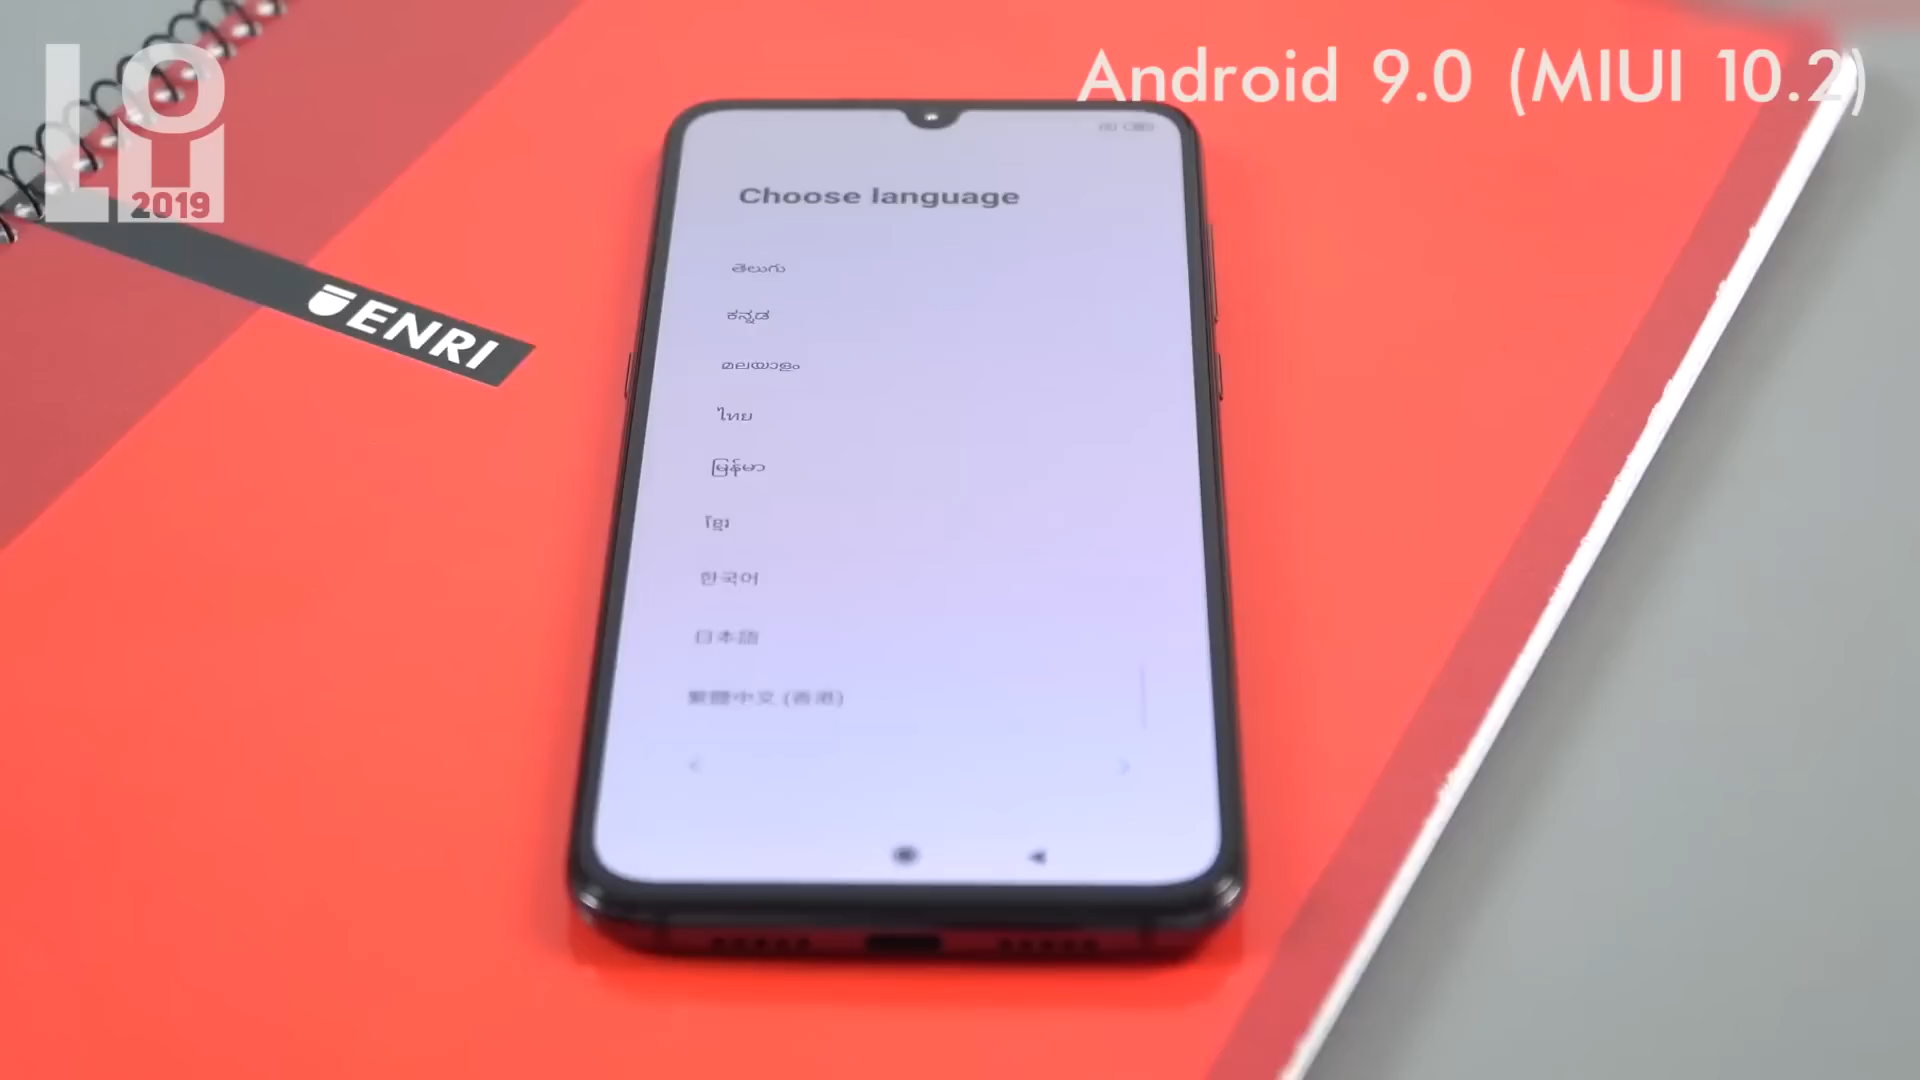 LOHI
2019
Android 9.0 (MIUI 10.2)
ENRI
Choose language
తెలుగు
ಕನ್ನಡ
മലയാളം
ไทย
မြန်မာ
ខ្មែរ
한국어
日本語
繁體中文 (香港)